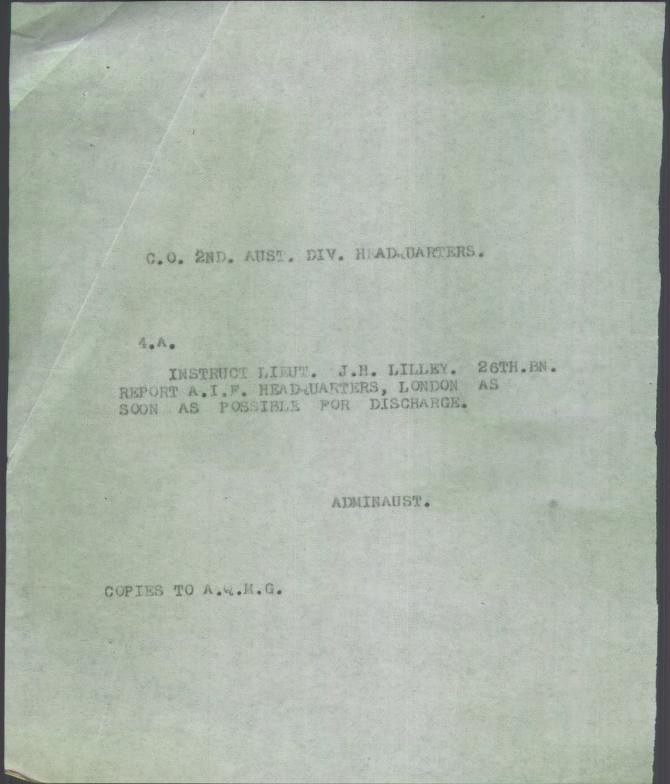 C.O. 2ND. AUST. DIV. HEADQUARTERS.
4.A.
INSTRUCT LIEUT. J.H. LILLEY. 26TH.BN.
REPORT A.I.F. HEADQUARTERS, LONDON AS
SOON AS POSSIBLE FOR DISCHARGE.
ADMINAUST.
COPIES TO A.Q.M.G.